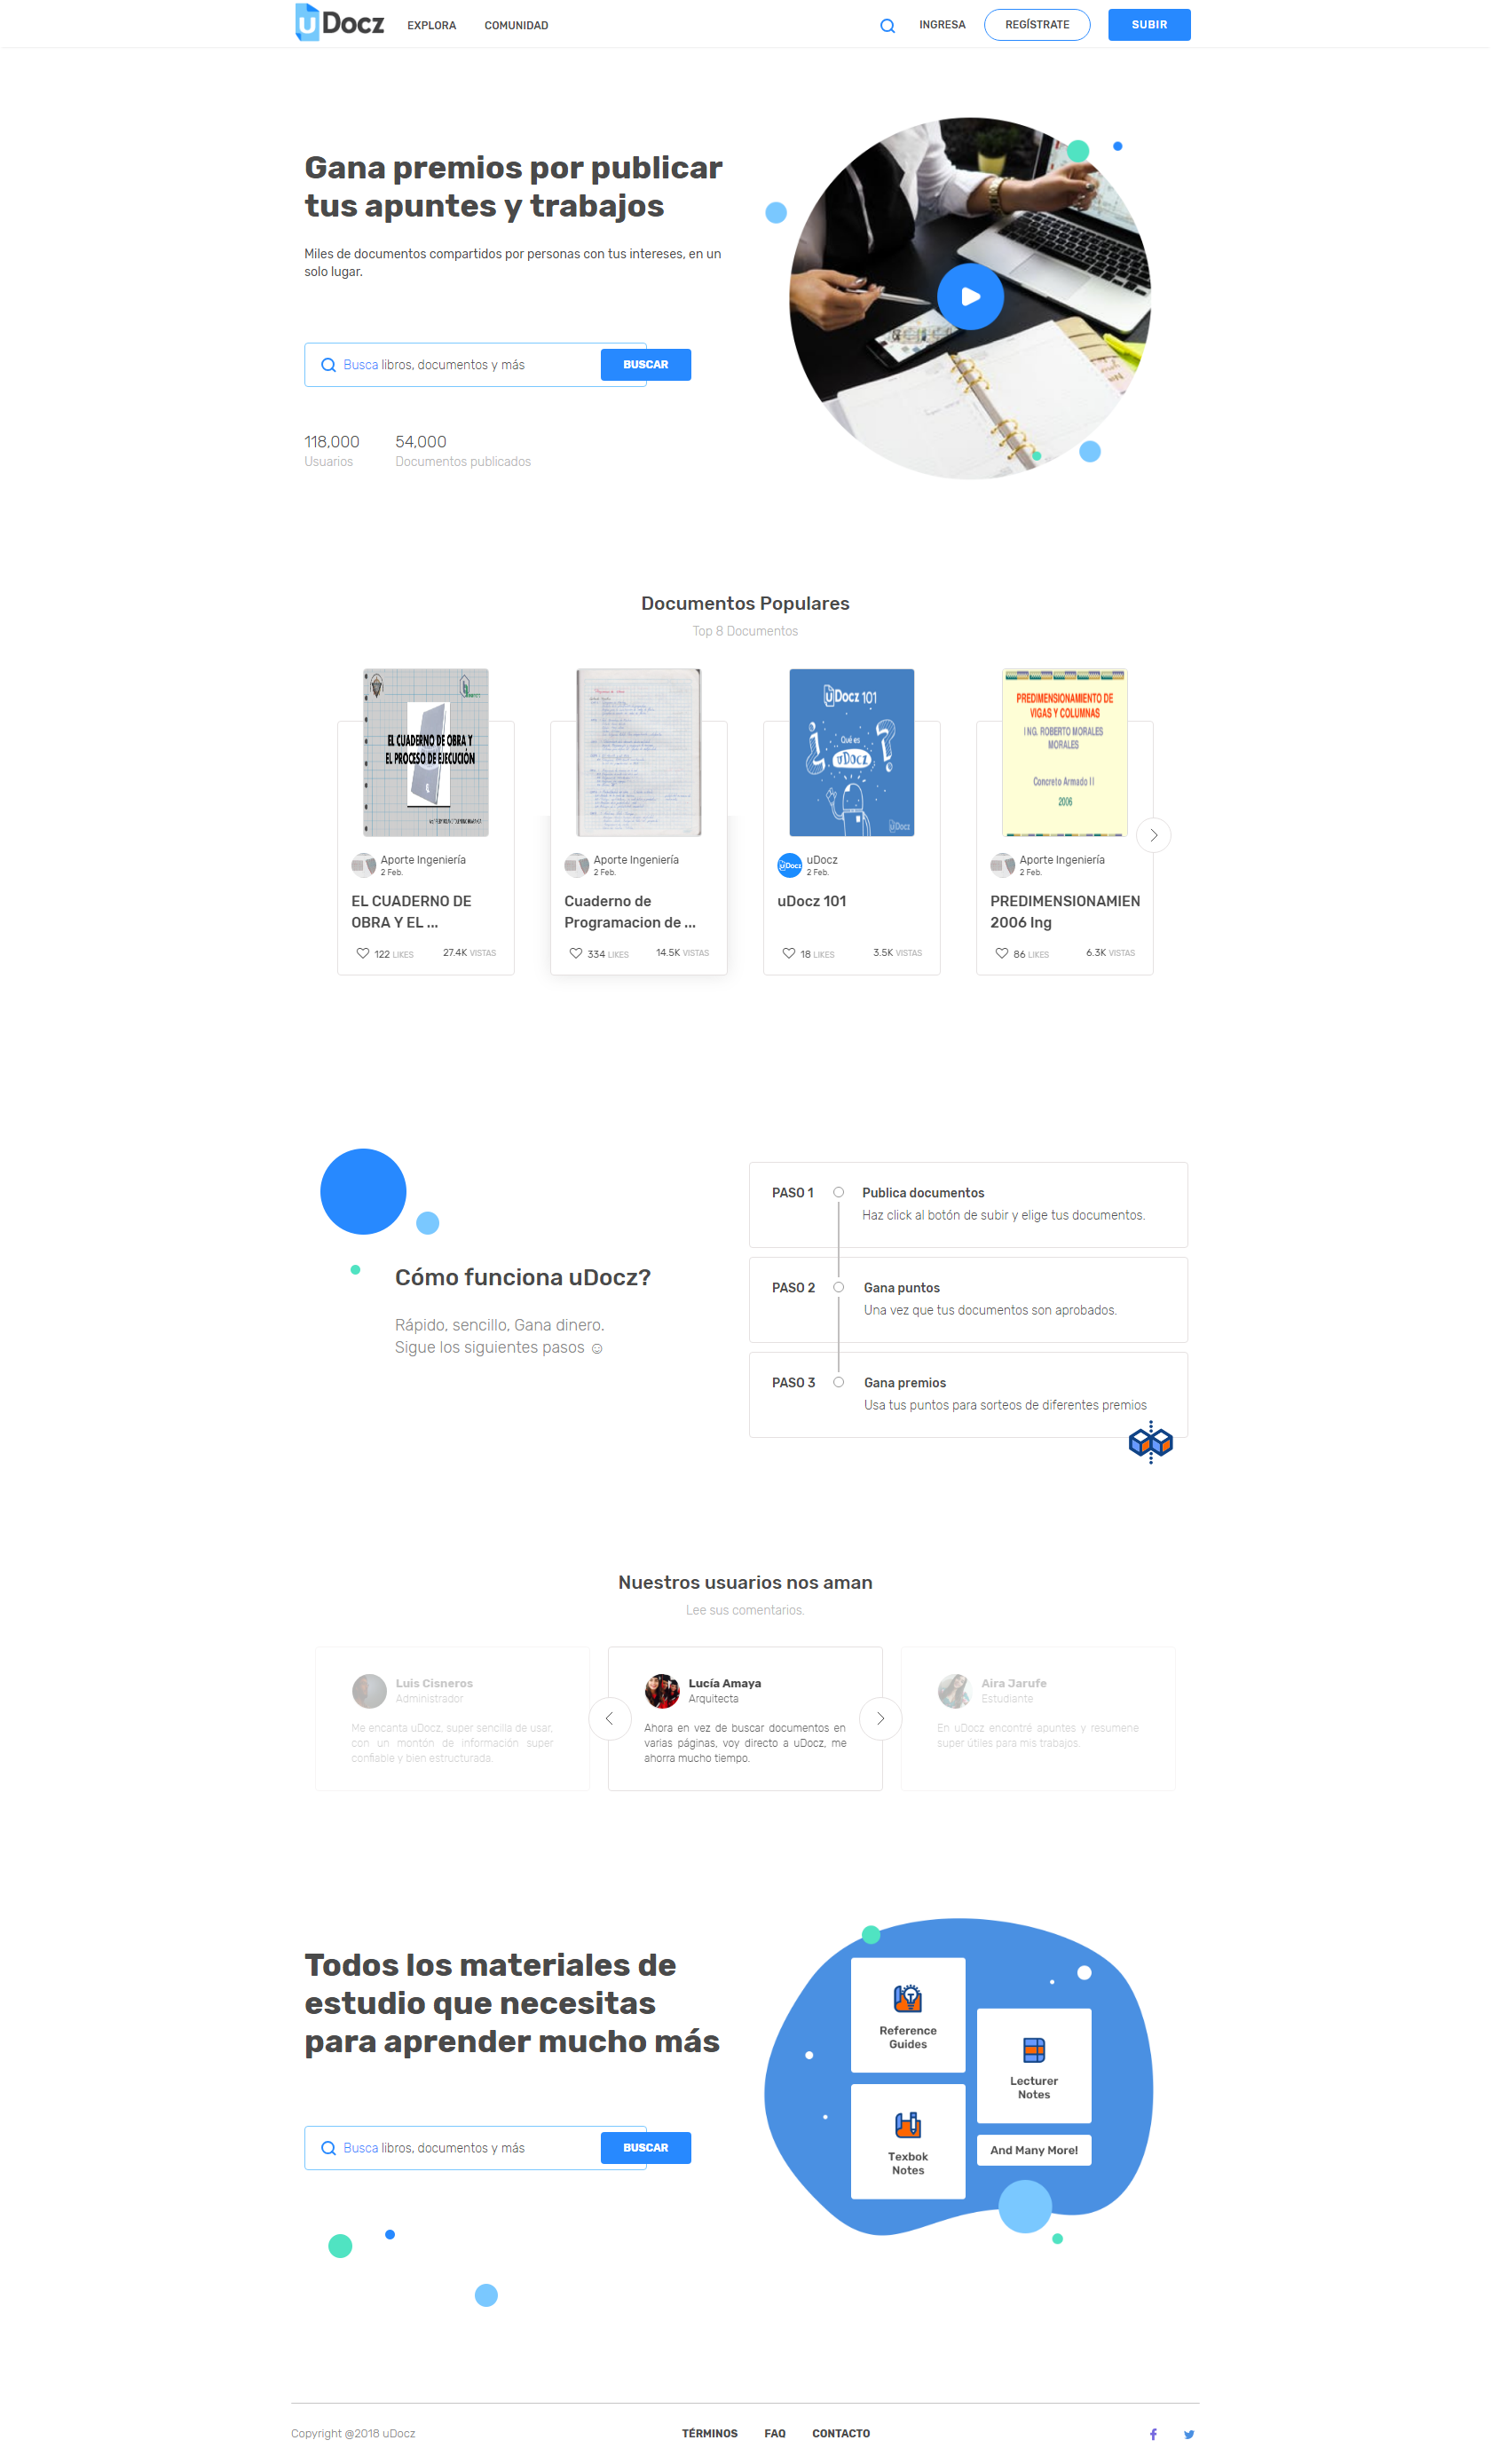 uDocz
EXPLORA
COMUNIDAD
INGRESA
REGÍSTRATE
SUBIR
Gana premios por publicar
tus apuntes y trabajos
Miles de documentos compartidos por personas con tus intereses, en un
solo lugar.
Busca libros, documentos y más
BUSCAR
118,000
54,000
Usuarios
Documentos publicados
Documentos Populares
Top 8 Documentos
EL CUADERNO DE OBRA Y
EL PROCESO DE EJECUCIÓN
Aporte Ingeniería
2 Feb.
EL CUADERNO DE
OBRA Y EL ...
122 LIKES
27.4K VISTAS
Aporte Ingeniería
2 Feb.
Cuaderno de
Programacion de ...
334 LIKES
14.5K VISTAS
uDocz 101
¿
Qué es
uDocz
?
uDocz
uDocz
uDocz
2 Feb.
uDocz 101
18 LIKES
3.5K VISTAS
PREDIMENSIONAMIENTO DE
VIGAS Y COLUMNAS
ING. ROBERTO MORALES
MORALES
Concreto Armado II
2006
Aporte Ingeniería
2 Feb.
PREDIMENSIONAMIEN
2006 Ing
86 LIKES
6.3K VISTAS
Cómo funciona uDocz?
Rápido, sencillo, Gana dinero.
Sigue los siguientes pasos ☺
PASO 1
Publica documentos
Haz click al botón de subir y elige tus documentos.
PASO 2
Gana puntos
Una vez que tus documentos son aprobados.
PASO 3
Gana premios
Usa tus puntos para sorteos de diferentes premios
Nuestros usuarios nos aman
Lee sus comentarios.
Luis Cisneros
Administrador
Me encanta uDocz, super sencilla de usar,
con un montón de información super
confiable y bien estructurada.
Lucía Amaya
Arquitecta
Ahora en vez de buscar documentos en
varias páginas, voy directo a uDocz, me
ahorra mucho tiempo.
Aira Jarufe
Estudiante
En uDocz encontré apuntes y resumene
super útiles para mis trabajos.
Todos los materiales de
estudio que necesitas
para aprender mucho más
Busca libros, documentos y más
BUSCAR
Reference
Guides
Lecturer
Notes
Texbok
Notes
And Many More!
Copyright @2018 uDocz
TÉRMINOS
FAQ
CONTACTO